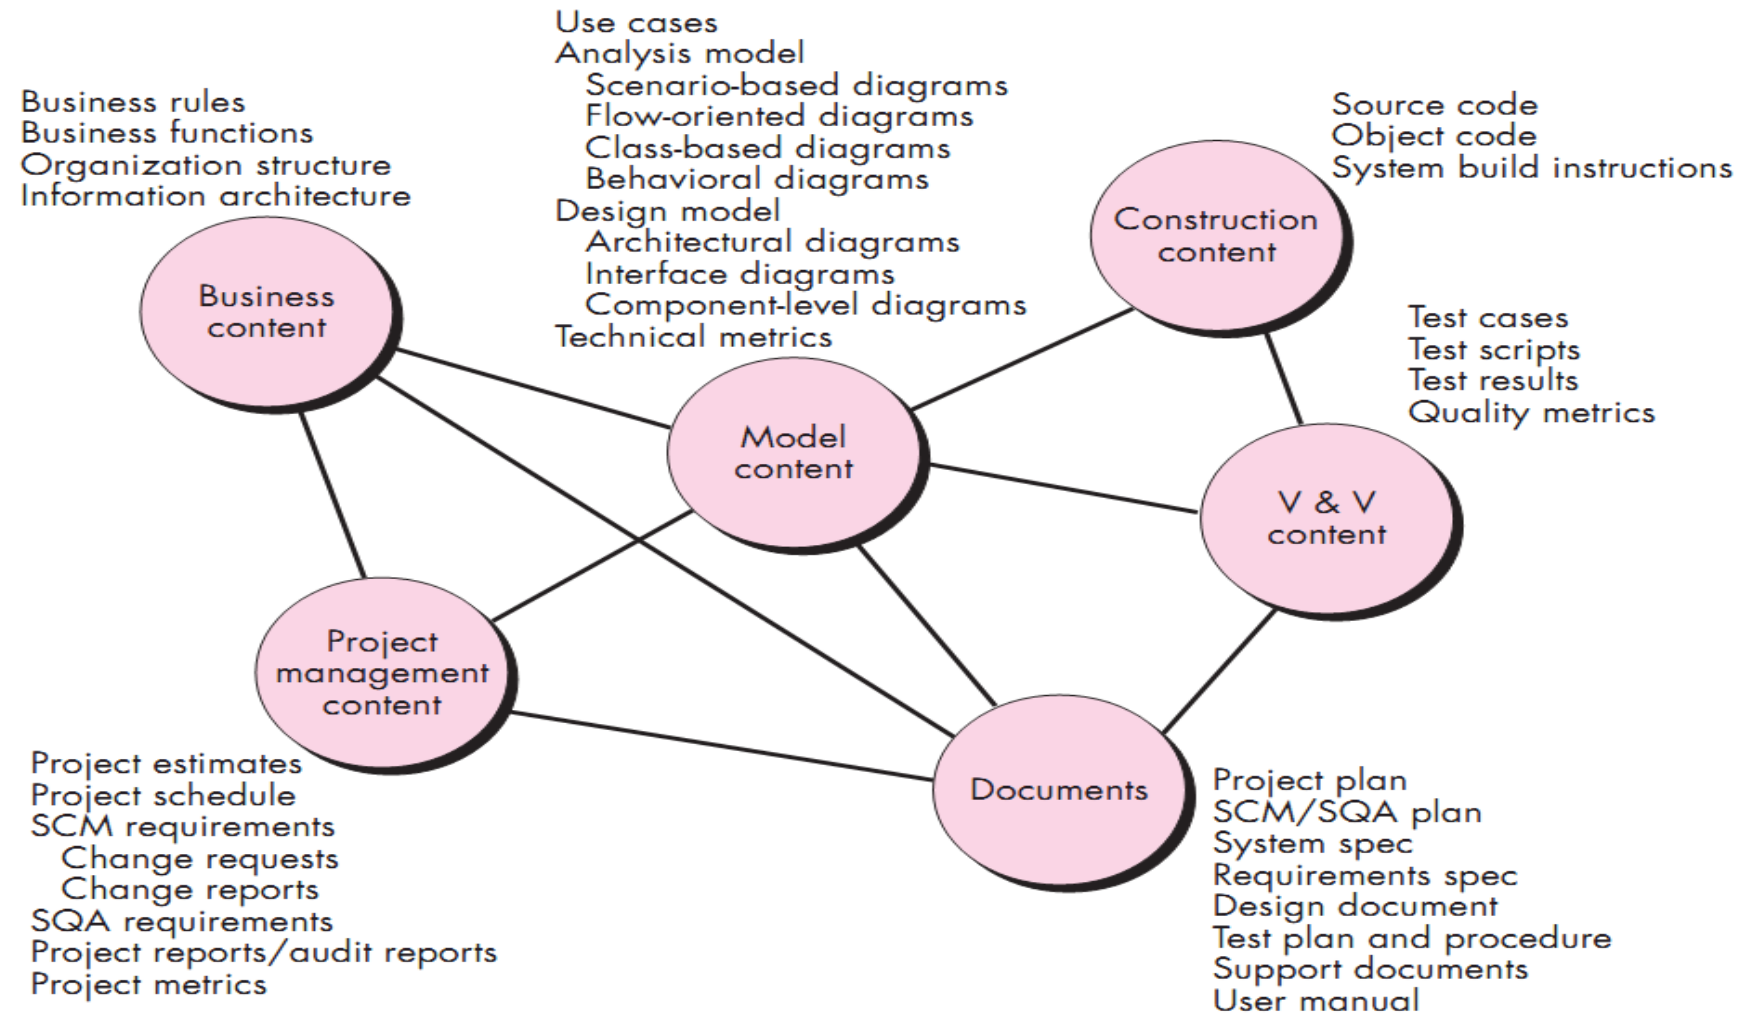 Use cases
Analysis model
Scenario-based diagrams
Flow-oriented diagrams
Class-based diagrams
Behavioral diagrams
Design model
Architectural diagrams
Interface diagrams
Component-level diagrams
Technical metrics
Business rules
Business functions
Organization structure
Information architecture
Source code
Object code
System build instructions
Construction
content
Business
content
Test cases
Test scripts
Test results
Quality metrics
Model
content
V & V
content
Project
management
content
Project estimates
Project schedule
SCM requirements
Change requests
Change reports
SQA requirements
Project reports/audit reports
Project metrics
Documents
Project plan
SCM/SQA plan
System spec
Requirements spec
Design document
Test plan and procedure
Support documents
User manual